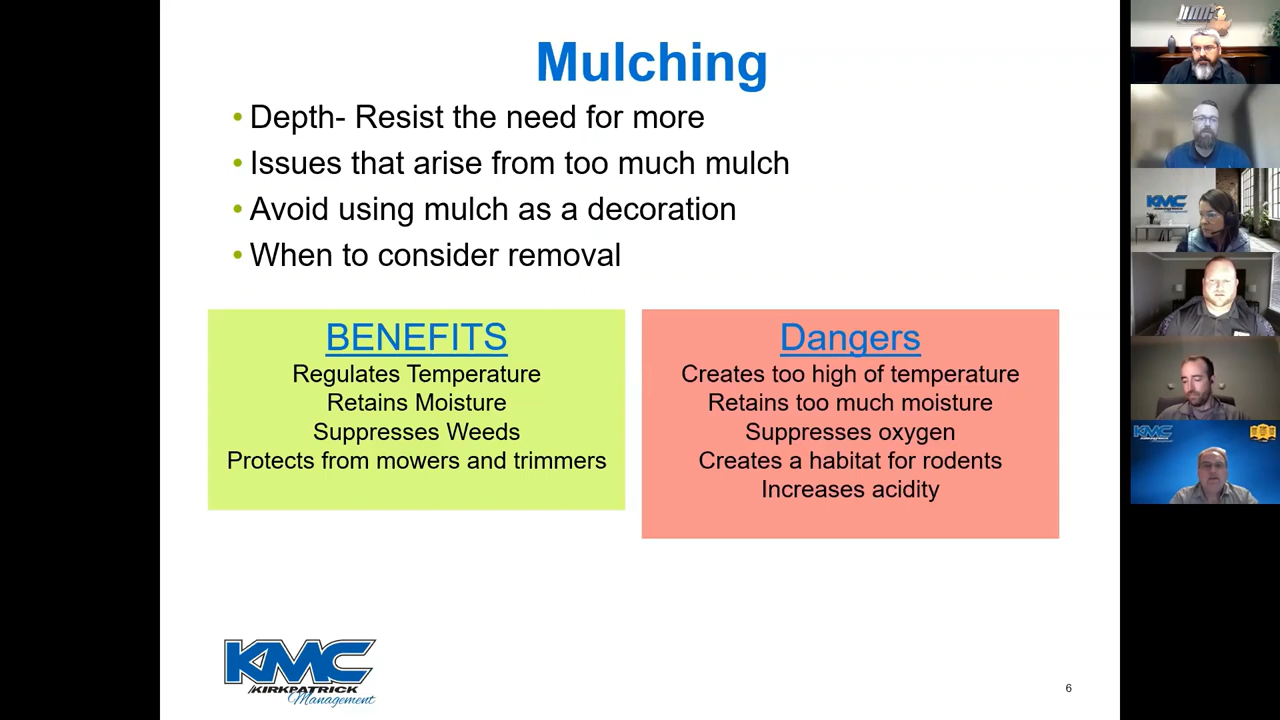 Mulching
• Depth- Resist the need for more
• Issues that arise from too much mulch
• Avoid using mulch as a decoration
• When to consider removal
BENEFITS
Regulates Temperature
Retains Moisture
Suppresses Weeds
Protects from mowers and trimmers
Dangers
Creates too high of temperature
Retains too much moisture
Suppresses oxygen
Creates a habitat for rodents
Increases acidity
KMC
KIRKPATRICK
Management
6
KMC
Management
KMC